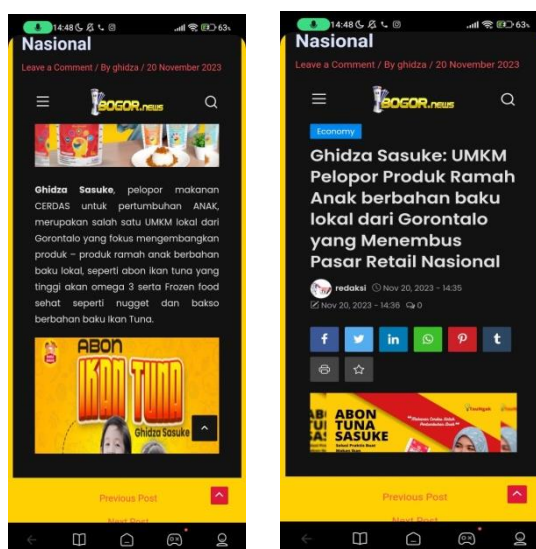 14:48
63%
Nasional
Leave a Comment / By ghidza / 20 November 2023
BOGOR.news
Ghidza Sasuke, pelopor makanan
CERDAS untuk pertumbuhan ANAK,
merupakan salah satu UMKM lokal dari
Gorontalo yang fokus mengembangkan
produk – produk ramah anak berbahan
baku lokal, seperti abon ikan tuna yang
tinggi akan omega 3 serta Frozen food
sehat seperti nugget dan bakso
berbahan baku Ikan Tuna.
ABON
IKAN TUNA
Ghidza Sasuke
Previous Post
Next Post
14:48
63%
Nasional
Leave a Comment / By ghidza / 20 November 2023
BOGOR.news
Economy
Ghidza Sasuke: UMKM
Pelopor Produk Ramah
Anak berbahan baku
lokal dari Gorontalo
yang Menembus
Pasar Retail Nasional
redaksi Nov 20, 2023 - 14:35
Nov 20, 2023 - 14:36 0
ABON
TUNA
SASUKE
Previous Post
Next Post